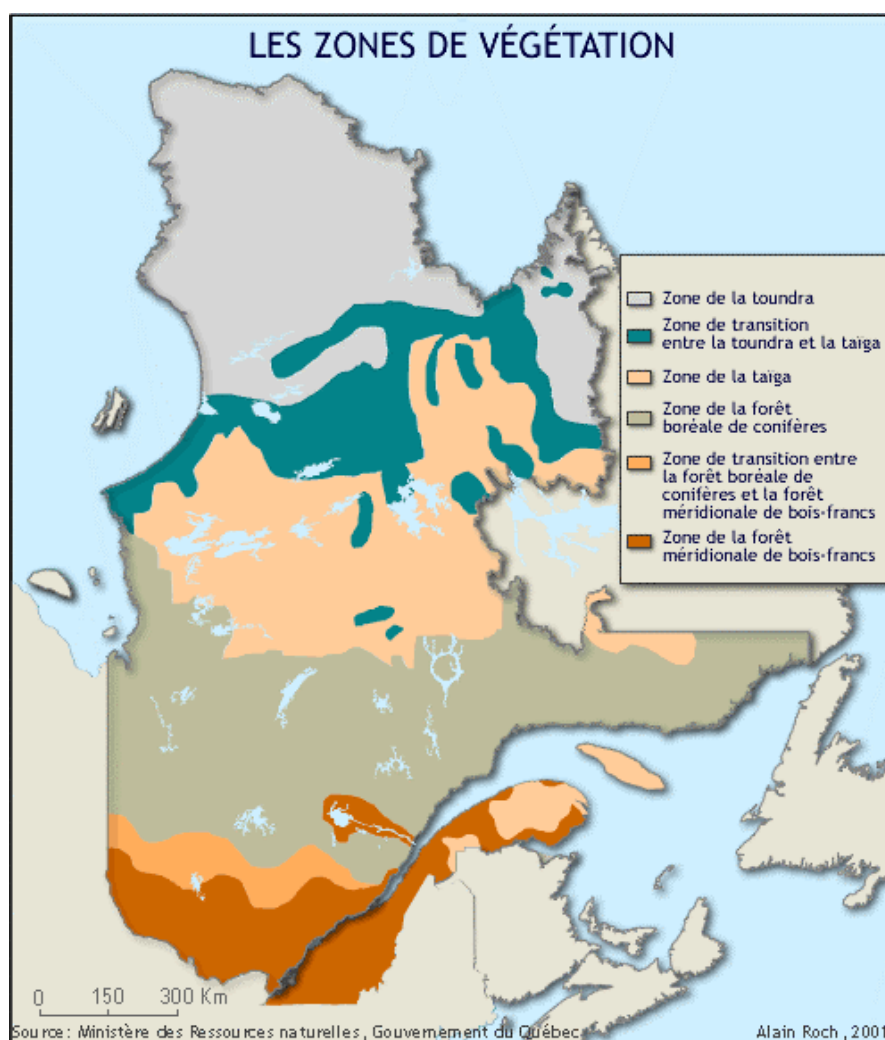 LES ZONES DE VÉGÉTATION
Zone de la toundra
Zone de transition
entre la toundra et la taïga
Zone de la taïga
Zone de la forêt
boréale de conifères
Zone de transition entre
la forêt boréale de
conifères et la forêt
méridionale de bois-francs
Zone de la forêt
méridionale de bois-francs
0 150 300 Km
Source: Ministère des Ressources naturelles, Gouvernement du Québec
Alain Roch, 2001